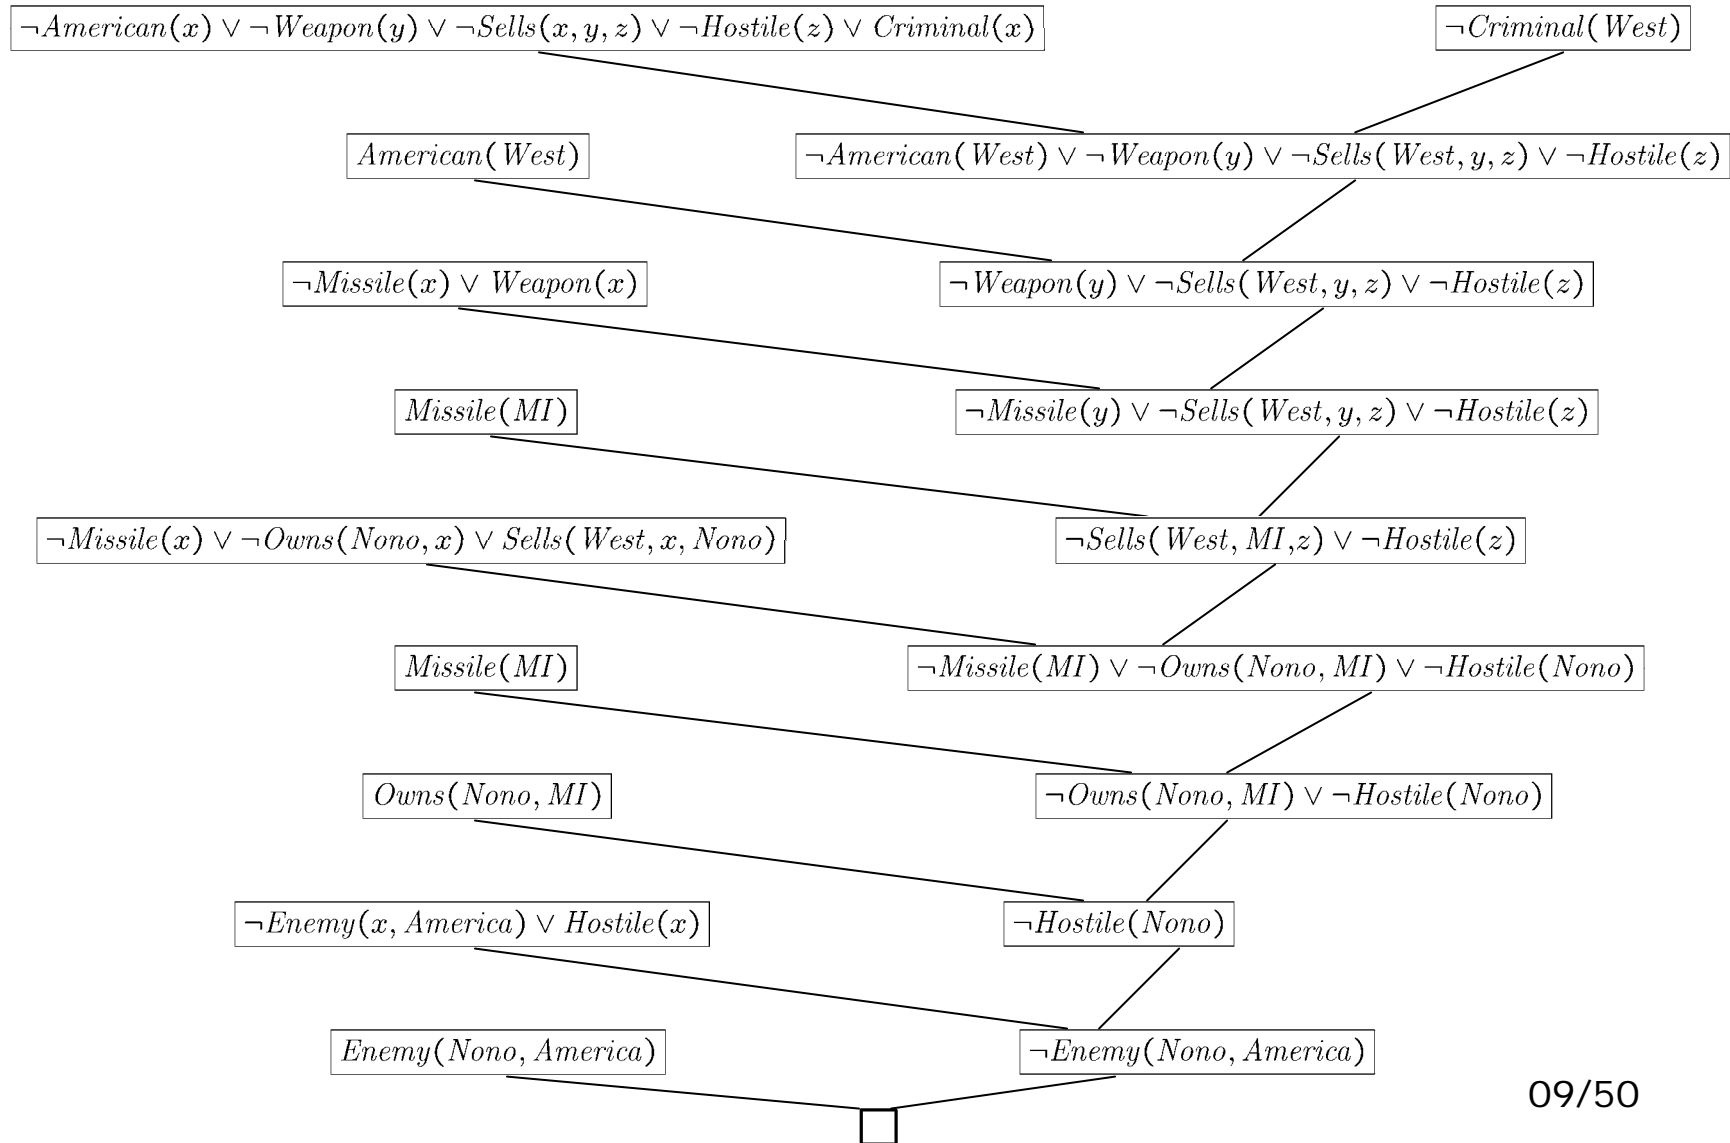 ¬American(x) ∨ ¬Weapon(y) ∨ ¬Sells(x, y, z) ∨ ¬Hostile(z) ∨ Criminal(x)
¬Criminal(West)
American(West)
¬American(West) ∨ ¬Weapon(y) ∨ ¬Sells(West, y, z) ∨ ¬Hostile(z)
¬Missile(x) ∨ Weapon(x)
¬Weapon(y) ∨ ¬Sells(West, y, z) ∨ ¬Hostile(z)
Missile(MI)
¬Missile(y) ∨ ¬Sells(West, y, z) ∨ ¬Hostile(z)
¬Missile(x) ∨ ¬Owns(Nono, x) ∨ Sells(West, x, Nono)
¬Sells(West, MI,z) ∨ ¬Hostile(z)
Missile(MI)
¬Missile(MI) ∨ ¬Owns(Nono, MI) ∨ ¬Hostile(Nono)
Owns(Nono, MI)
¬Owns(Nono, MI) ∨ ¬Hostile(Nono)
¬Enemy(x, America) ∨ Hostile(x)
¬Hostile(Nono)
Enemy(Nono, America)
¬Enemy(Nono, America)
09/50